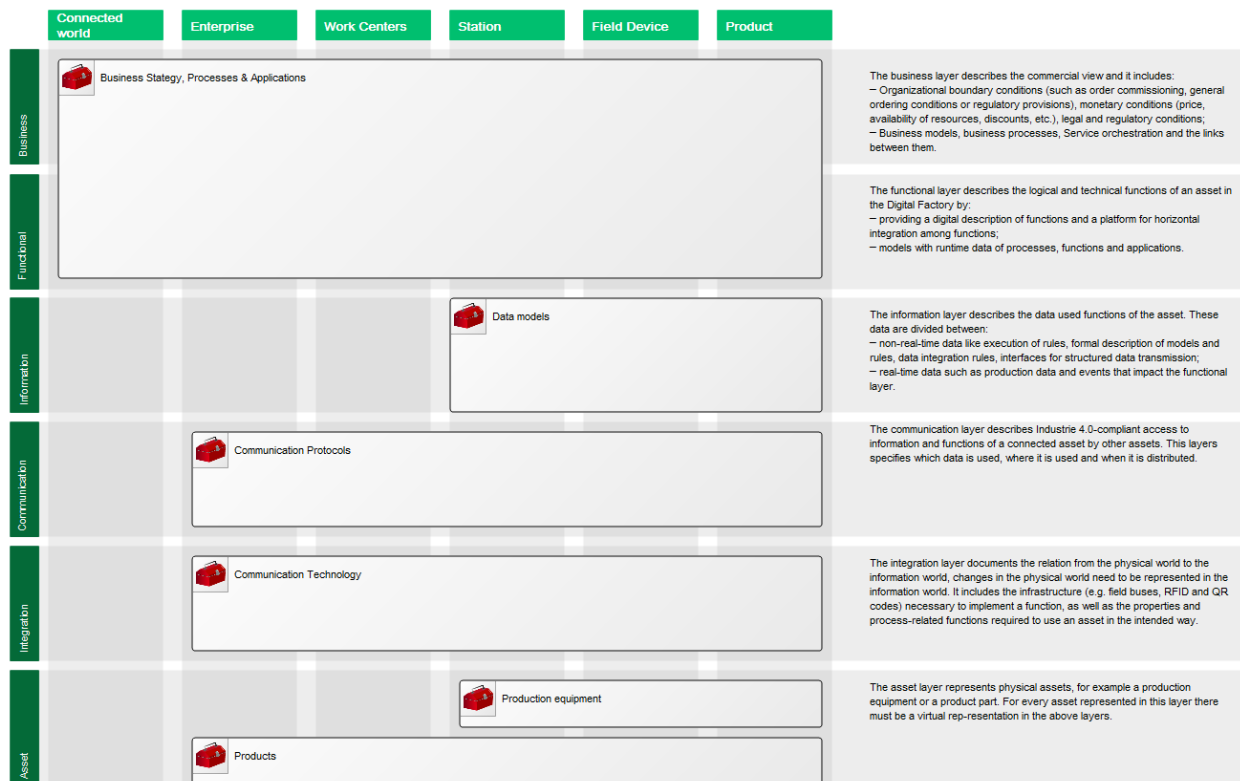 Connected
world
Enterprise
Work Centers
Station
Field Device
Product
Business
Business Stategy, Processes & Applications
The business layer describes the commercial view and it includes:
– Organizational boundary conditions (such as order commissioning, general
ordering conditions or regulatory provisions), monetary conditions (price,
availability of resources, discounts, etc.), legal and regulatory conditions;
– Business models, business processes, Service orchestration and the links
between them.
Functional
The functional layer describes the logical and technical functions of an asset in
the Digital Factory by:
– providing a digital description of functions and a platform for horizontal
integration among functions;
– models with runtime data of processes, functions and applications.
Information
Data models
The information layer describes the data used functions of the asset. These
data are divided between:
– non-real-time data like execution of rules, formal description of models and
rules, data integration rules, interfaces for structured data transmission;
– real-time data such as production data and events that impact the functional
layer.
Communication
Communication Protocols
The communication layer describes Industrie 4.0-compliant access to
information and functions of a connected asset by other assets. This layers
specifies which data is used, where it is used and when it is distributed.
Integration
Communication Technology
The integration layer documents the relation from the physical world to the
information world, changes in the physical world need to be represented in the
information world. It includes the infrastructure (e.g. field buses, RFID and QR
codes) necessary to implement a function, as well as the properties and
process-related functions required to use an asset in the intended way.
Asset
Production equipment
Products
The asset layer represents physical assets, for example a production
equipment or a product part. For every asset represented in this layer there
must be a virtual rep-resentation in the above layers.